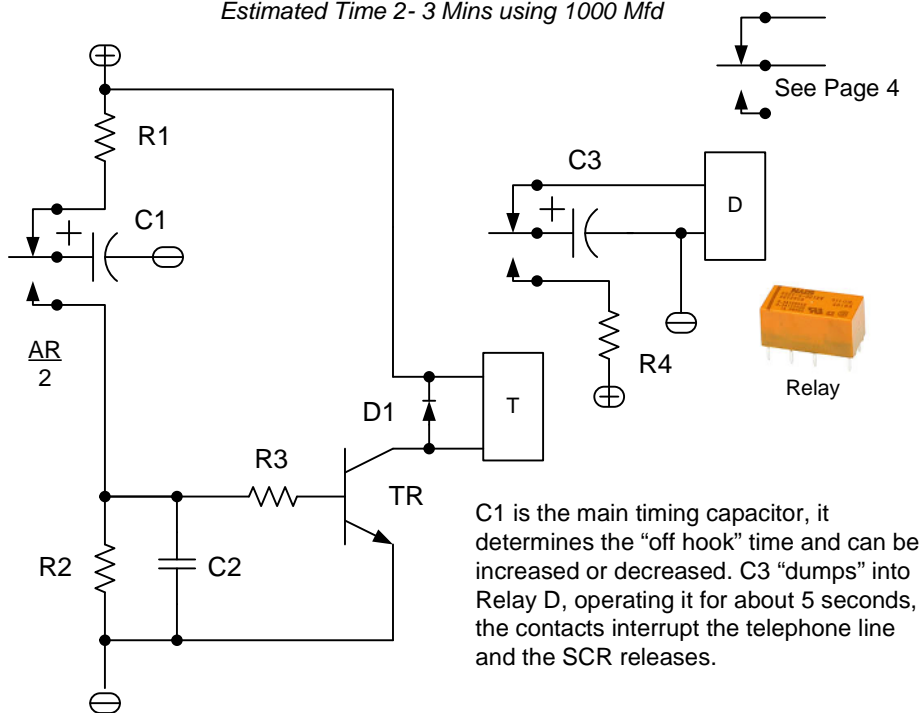 Estimated Time 2- 3 Mins using 1000 Mfd
See Page 4
R1
C3
D
C1
AR
2
R4
Relay
D1
T
R3
TR
R2
C2
C1 is the main timing capacitor, it
determines the “off hook” time and can be
increased or decreased. C3 “dumps” into
Relay D, operating it for about 5 seconds,
the contacts interrupt the telephone line
and the SCR releases.